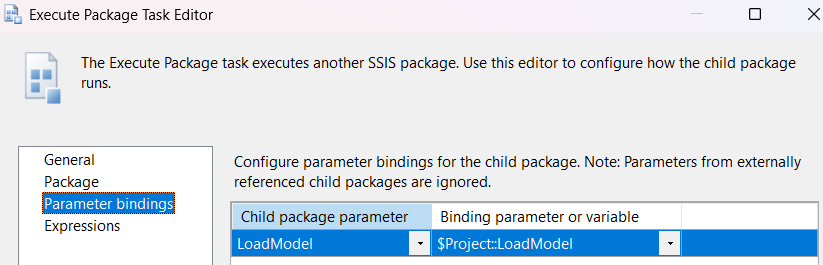 Execute Package Task Editor
The Execute Package task executes another SSIS package. Use this editor to configure how the child package
runs.
General
Package
Parameter bindings
Expressions
Configure parameter bindings for the child package. Note: Parameters from externally
referenced child packages are ignored.
Child package parameter Binding parameter or variable
LoadModel $Project::LoadModel